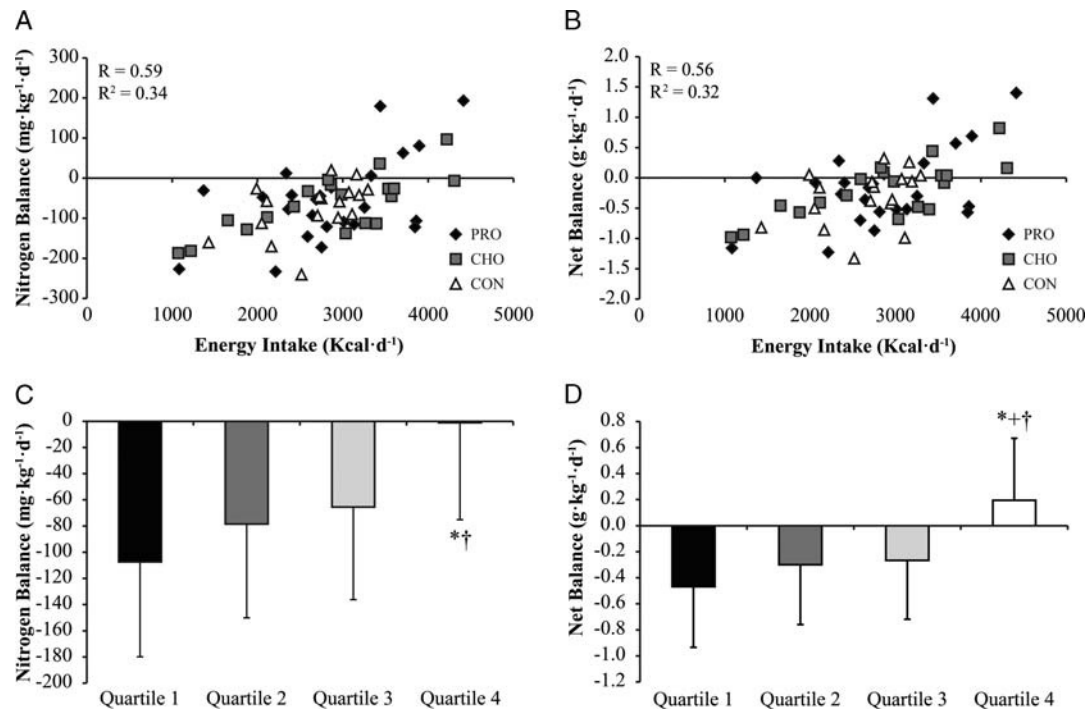 A
Nitrogen Balance (mg·kg⁻¹·d⁻¹)
300
200
100
0
-100
-200
-300
R = 0.59
R² = 0.34
PRO
CHO
CON
0 1000 2000 3000 4000 5000
Energy Intake (Kcal·d⁻¹)
B
Net Balance (g·kg⁻¹·d⁻¹)
2.0
1.5
1.0
0.5
0.0
-0.5
-1.0
-1.5
-2.0
R = 0.56
R² = 0.32
PRO
CHO
CON
0 1000 2000 3000 4000 5000
Energy Intake (Kcal·d⁻¹)
C
Nitrogen Balance (mg·kg⁻¹·d⁻¹)
0
-20
-40
-60
-80
-100
-120
-140
-160
-180
-200
*†
Quartile 1 Quartile 2 Quartile 3 Quartile 4
D
Net Balance (g·kg⁻¹·d⁻¹)
0.8
0.6
0.4
0.2
0.0
-0.2
-0.4
-0.6
-0.8
-1.0
-1.2
*+†
Quartile 1 Quartile 2 Quartile 3 Quartile 4